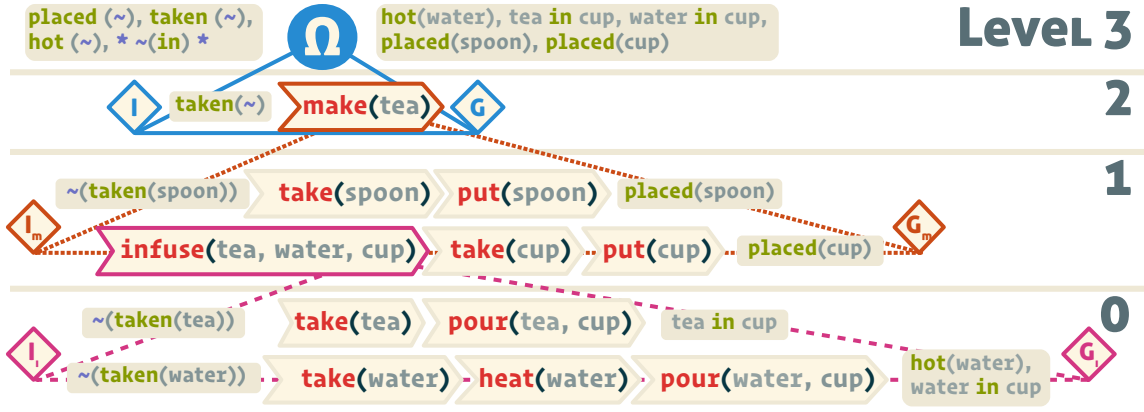 placed (~), taken (~),
hot (~), * ~(in) *
Ω
hot(water), tea in cup, water in cup,
placed(spoon), placed(cup)
Level 3
I
taken(~)
make(tea)
G
2
~(taken(spoon))
take(spoon)
put(spoon)
placed(spoon)
1
Im
infuse(tea, water, cup)
take(cup)
put(cup)
placed(cup)
Gm
~(taken(tea))
take(tea)
pour(tea, cup)
tea in cup
0
Ii
~(taken(water))
take(water)
heat(water)
pour(water, cup)
hot(water),
water in cup
Gi